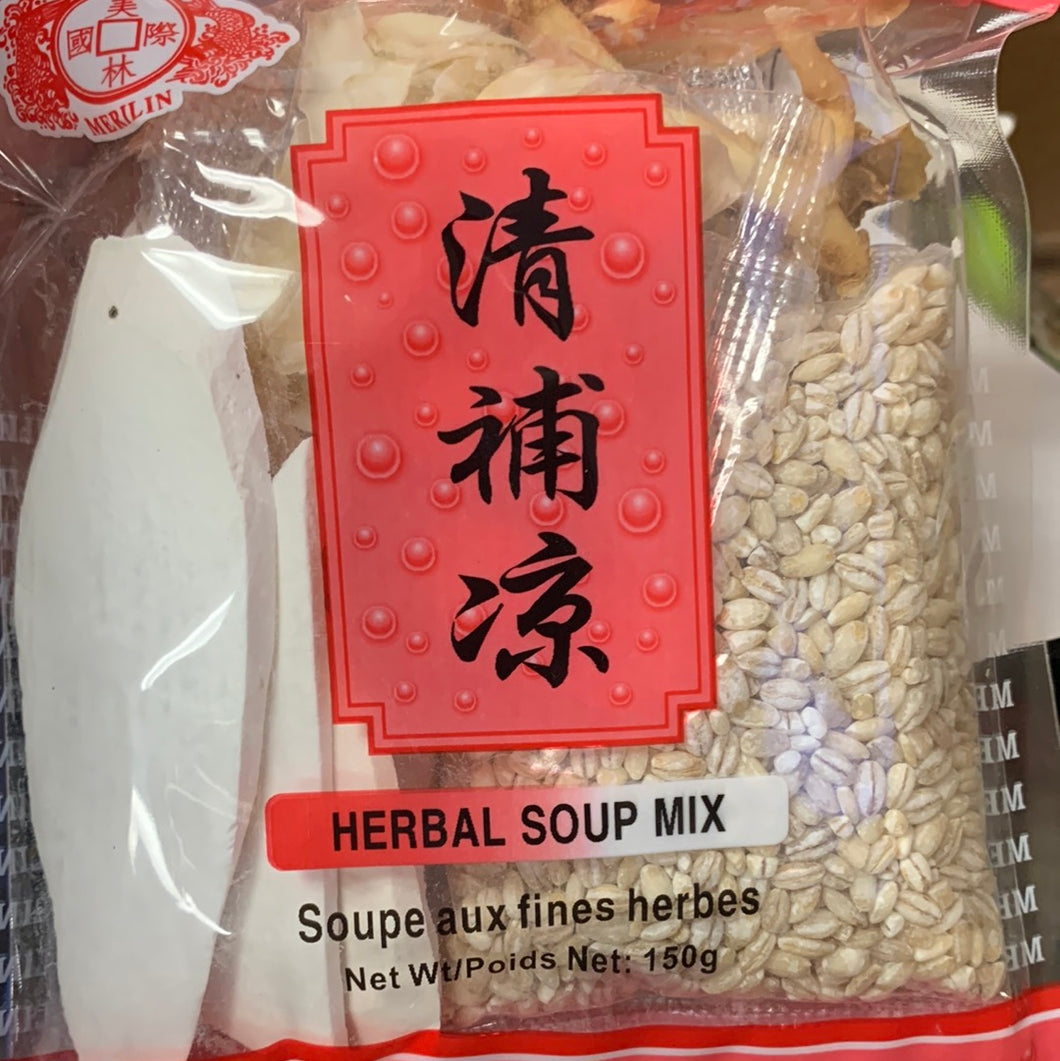 美
國 際
林
MERILIN
清
補
凉
HERBAL SOUP MIX
Soupe aux fines herbes
Net Wt/Poids Net: 150g